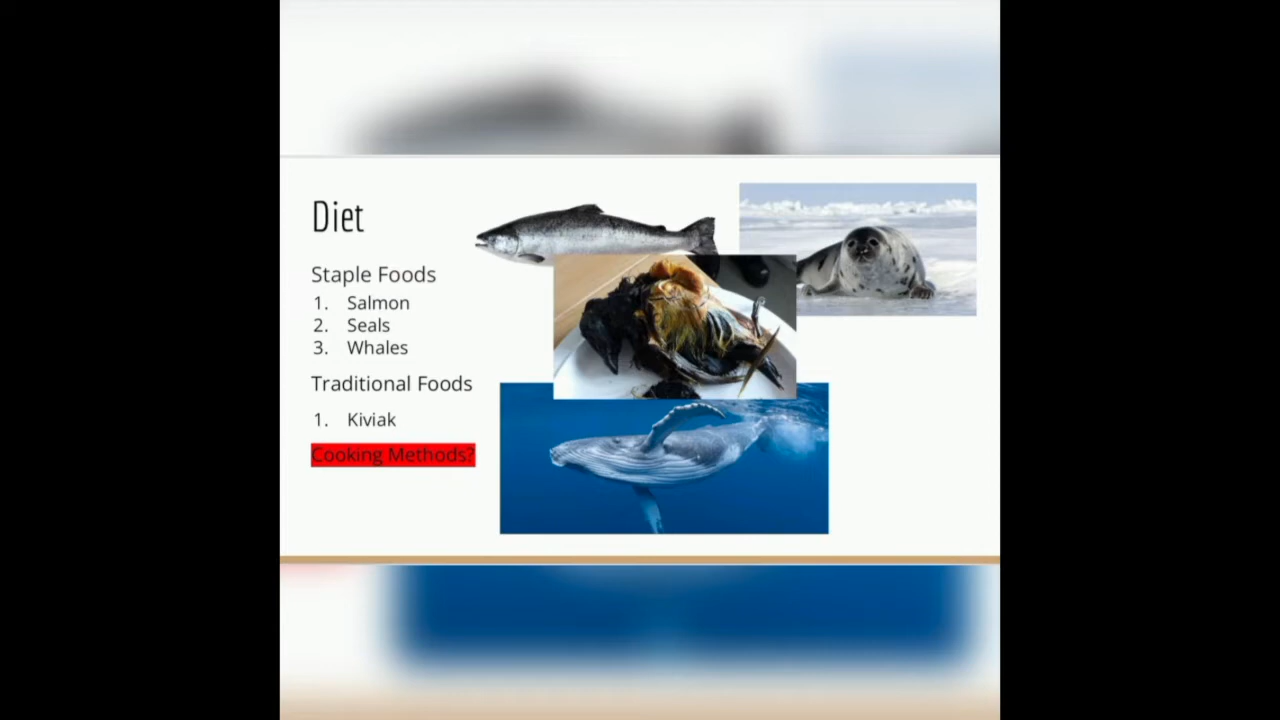 Diet
Staple Foods
1. Salmon
2. Seals
3. Whales
Traditional Foods
1. Kiviak
Cooking Methods?